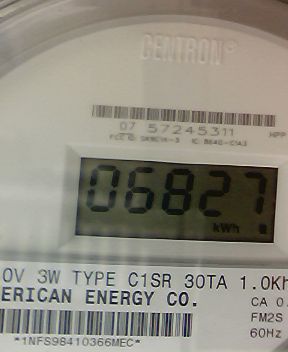 CENTRON®
07 57245311
HPP
06827
kWh
0V 3W TYPE C1SR 30TA 1.0Kh
ERICAN ENERGY CO.
CA 0.
FM2S
60Hz
*1NFS98410366MEC*